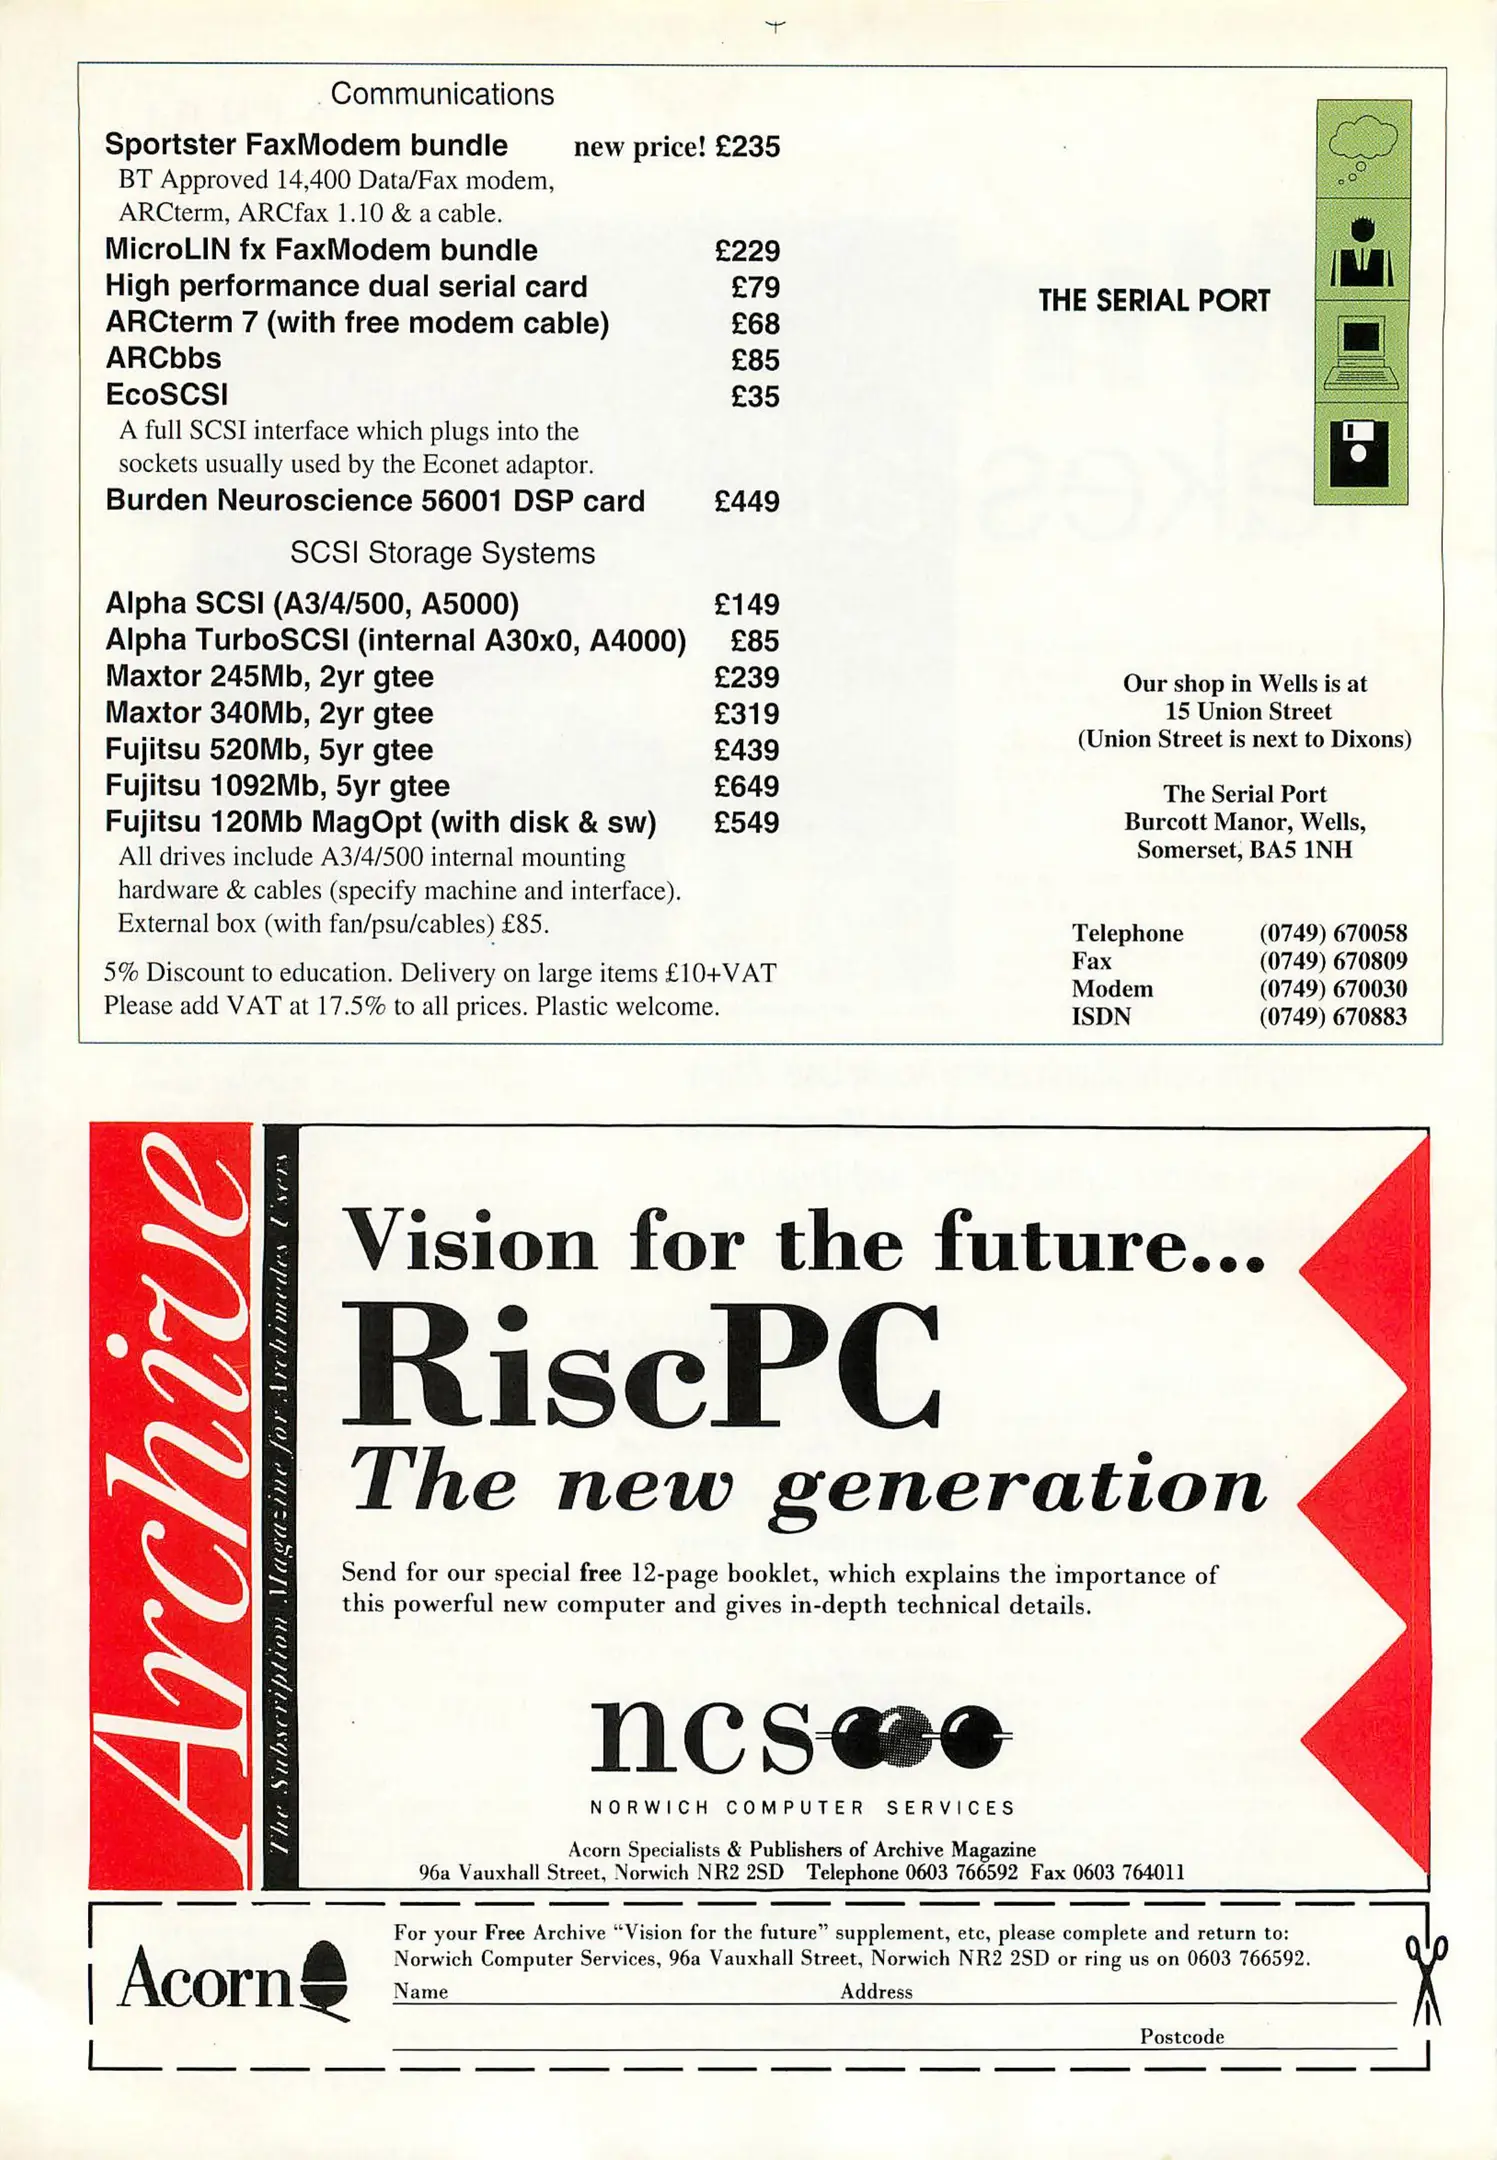 Communications
Sportster FaxModem bundle new price! £235
BT Approved 14,400 Data/Fax modem,
ARCterm, ARCfax 1.10 & a cable.
MicroLIN fx FaxModem bundle £229
High performance dual serial card £79
ARCterm 7 (with free modem cable) £68
ARCbbs £85
EcoSCSI £35
A full SCSI interface which plugs into the
sockets usually used by the Econet adaptor.
Burden Neuroscience 56001 DSP card £449
SCSI Storage Systems
Alpha SCSI (A3/4/500, A5000) £149
Alpha TurboSCSI (internal A30x0, A4000) £85
Maxtor 245Mb, 2yr gtee £239
Maxtor 340Mb, 2yr gtee £319
Fujitsu 520Mb, 5yr gtee £439
Fujitsu 1092Mb, 5yr gtee £649
Fujitsu 120Mb MagOpt (with disk & sw) £549
All drives include A3/4/500 internal mounting
hardware & cables (specify machine and interface).
External box (with fan/psu/cables) £85.
5% Discount to education. Delivery on large items £10+VAT
Please add VAT at 17.5% to all prices. Plastic welcome.
THE SERIAL PORT
Our shop in Wells is at
15 Union Street
(Union Street is next to Dixons)
The Serial Port
Burcott Manor, Wells,
Somerset, BA5 1NH
Telephone (0749) 670058
Fax (0749) 670809
Modem (0749) 670030
ISDN (0749) 670883
Archive
The Subscription Magazine for Archimedes Users
Vision for the future...
RiscPC
The new generation
Send for our special free 12-page booklet, which explains the importance of
this powerful new computer and gives in-depth technical details.
ncs
NORWICH COMPUTER SERVICES
Acorn Specialists & Publishers of Archive Magazine
96a Vauxhall Street, Norwich NR2 2SD Telephone 0603 766592 Fax 0603 764011
Acorn
For your Free Archive “Vision for the future” supplement, etc, please complete and return to:
Norwich Computer Services, 96a Vauxhall Street, Norwich NR2 2SD or ring us on 0603 766592.
Name Address
Postcode